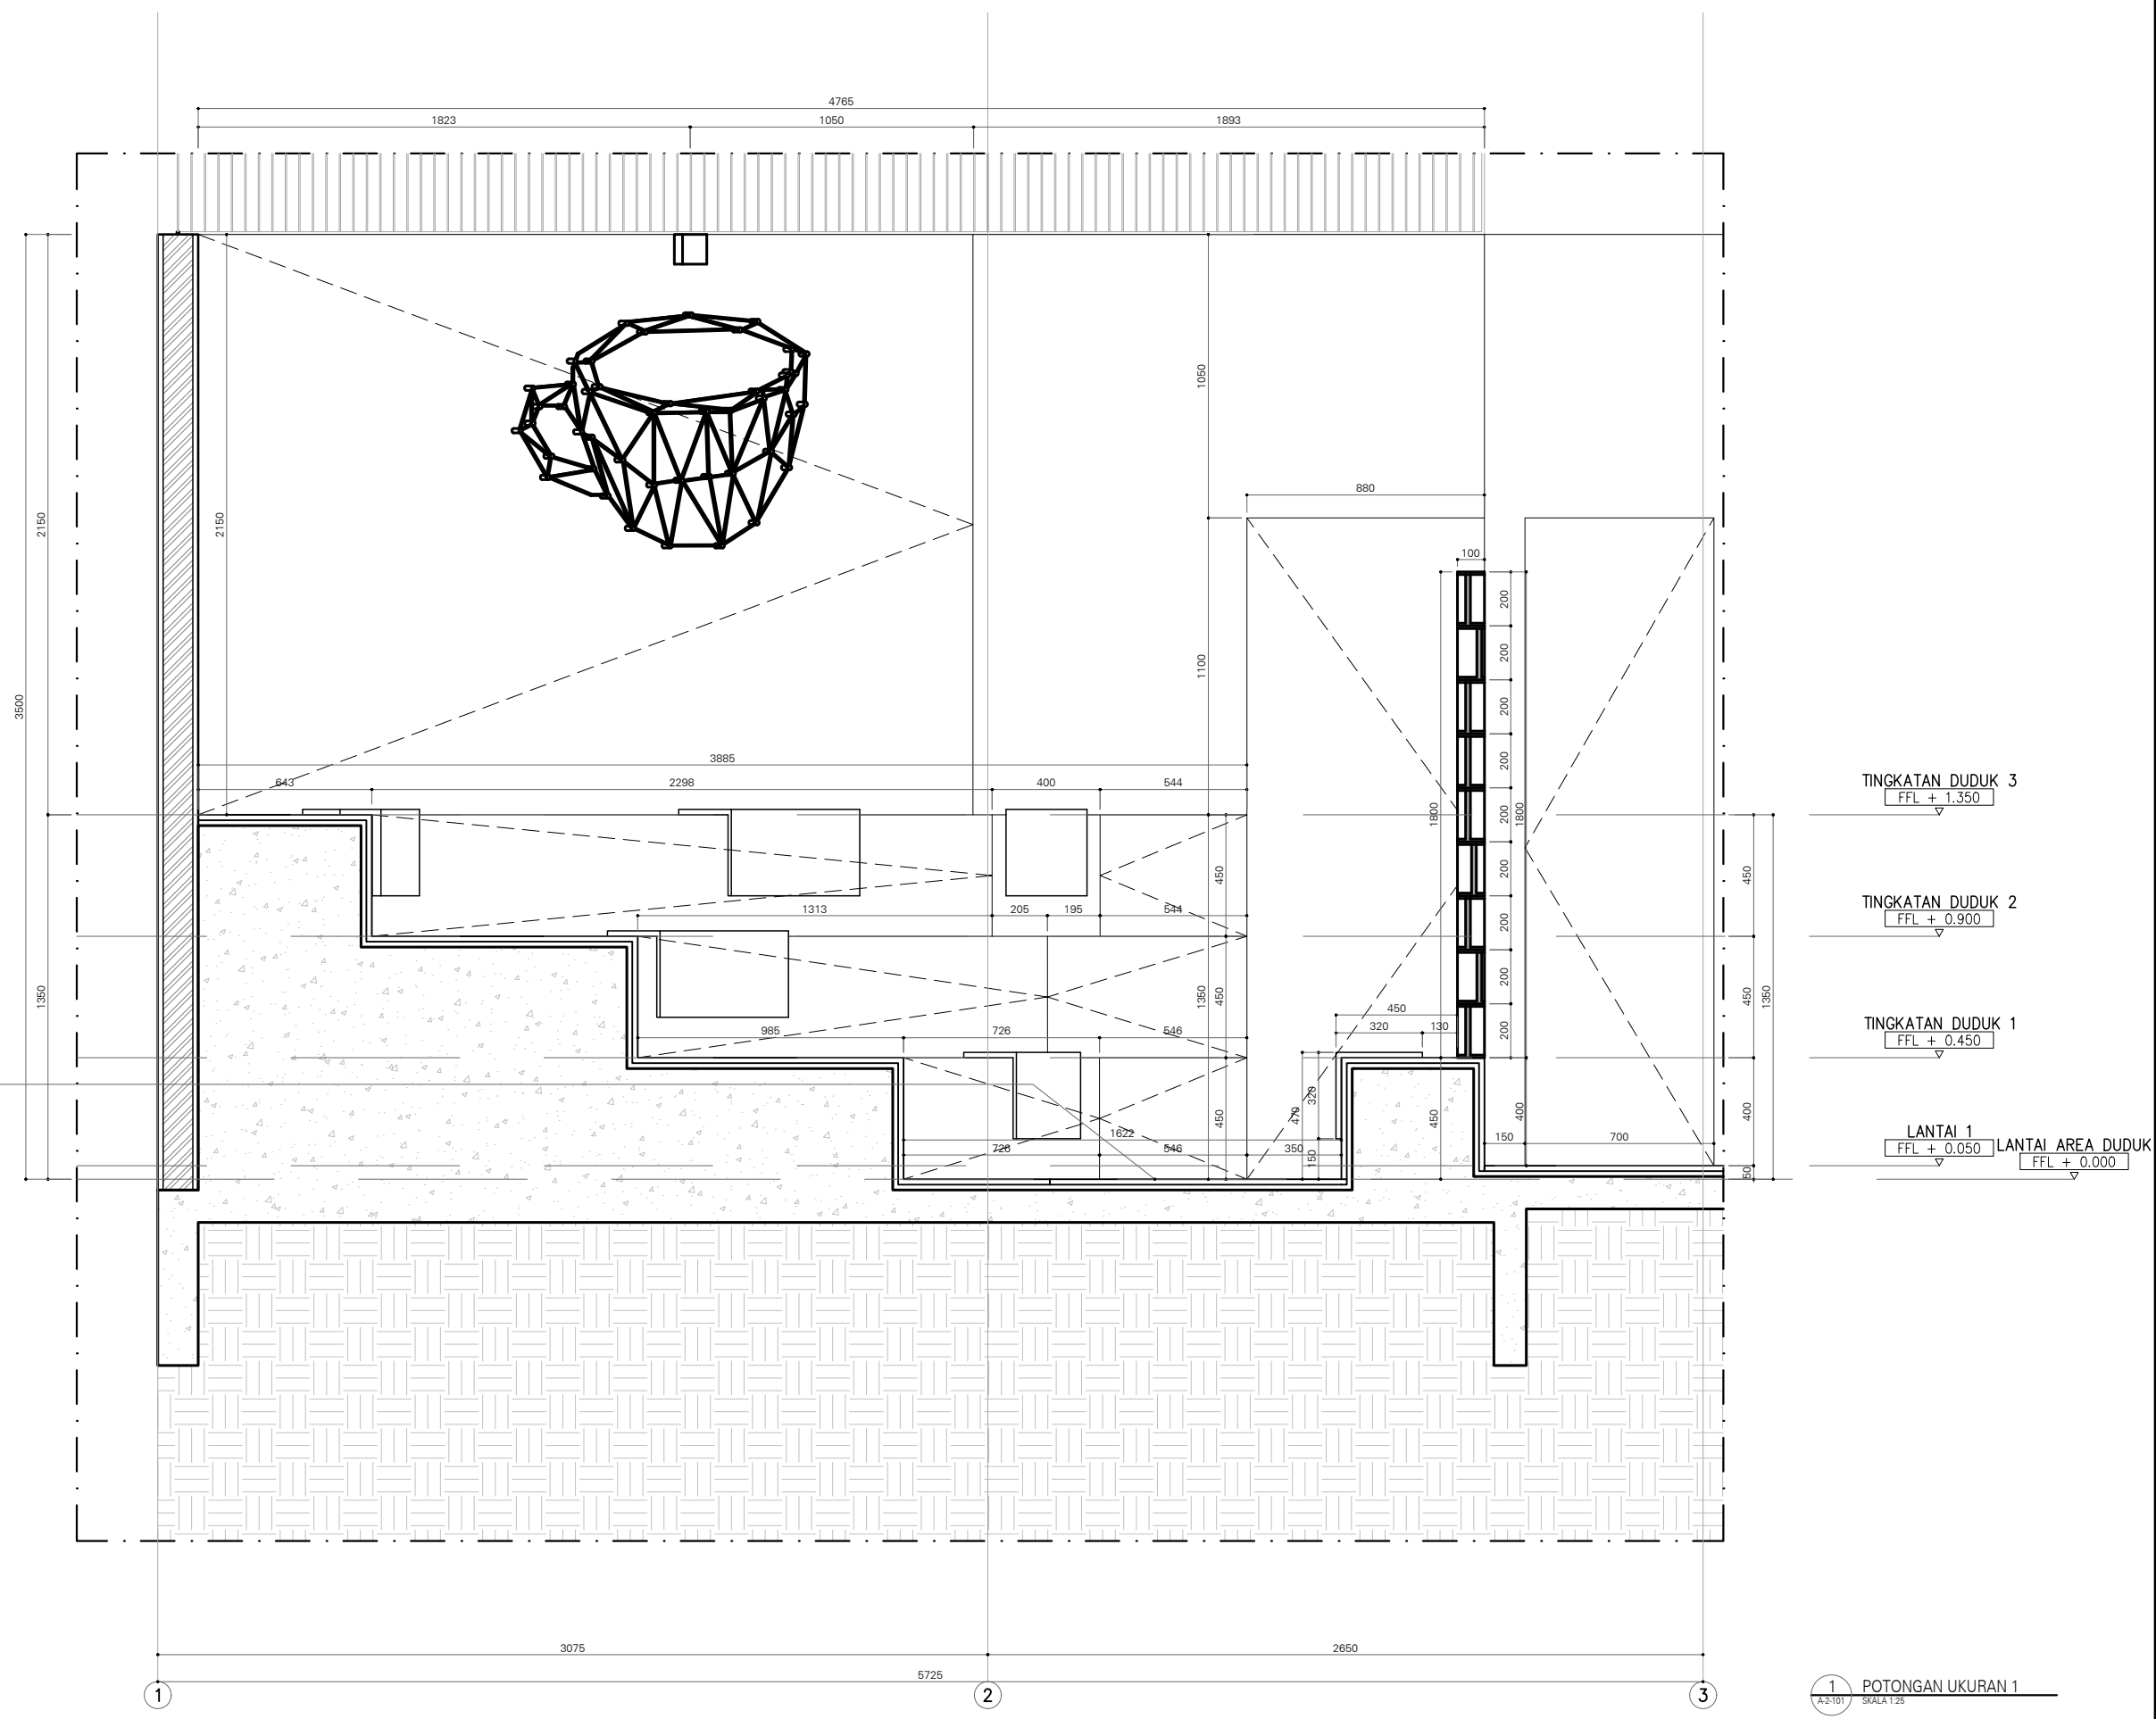 4765
1823 1050 1893
1050
880
100
2150
2150
3500
1100
200
200
200
200
200
200
200
200
200
1800
1800
3885
643 2298 400 544
TINGKATAN DUDUK 3
FFL + 1.350
450
450
1313 205 195 544
TINGKATAN DUDUK 2
FFL + 0.900
1350
1350
450
450
1350
450
320 130
985 726 546
TINGKATAN DUDUK 1
FFL + 0.450
320
470
450
450
400
400
1622
726 546 350
150
150 700
50
LANTAI 1
FFL + 0.050
LANTAI AREA DUDUK
FFL + 0.000
3075 2650
5725
1 2 3
1
A-2-101
POTONGAN UKURAN 1
SKALA 1:25